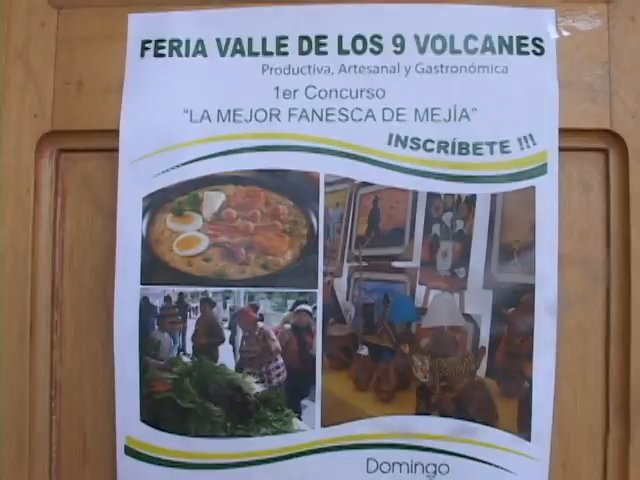 FERIA VALLE DE LOS 9 VOLCANES
Productiva, Artesanal y Gastronómica
1er Concurso
"LA MEJOR FANESCA DE MEJÍA"
INSCRÍBETE !!!
Domingo